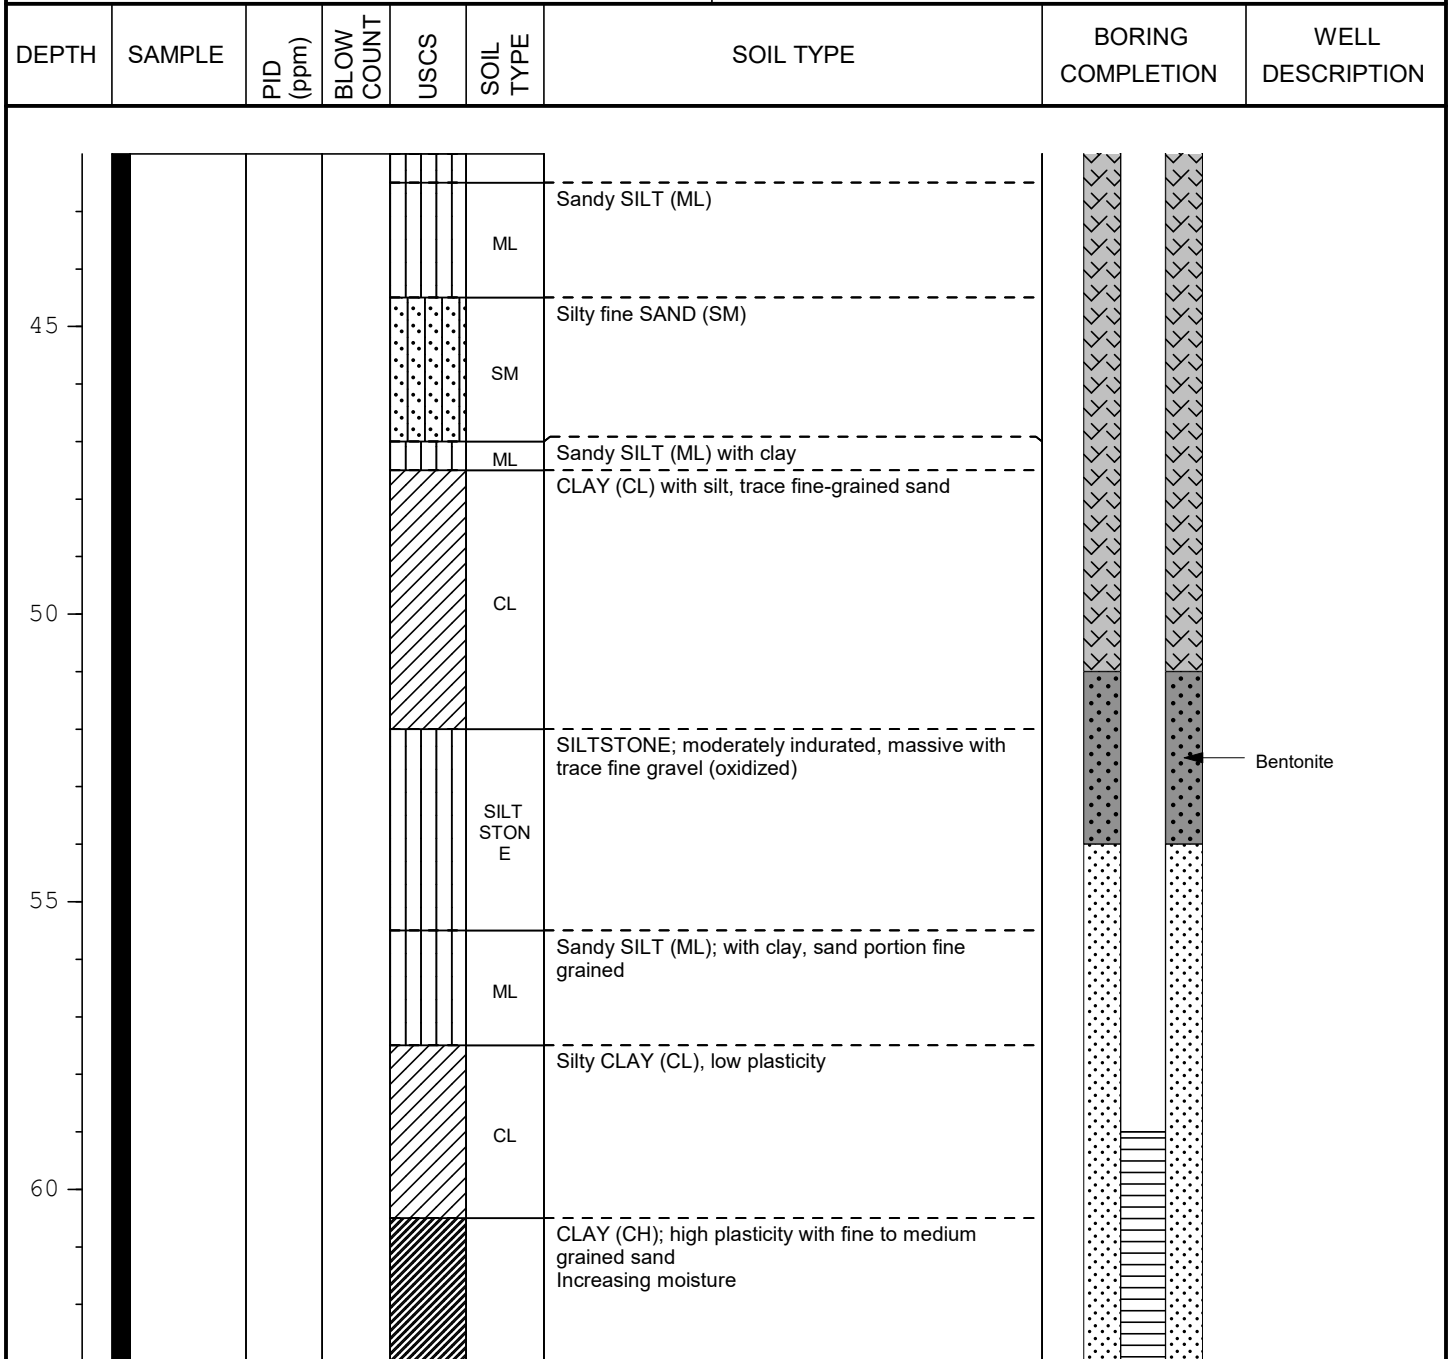 DEPTH
SAMPLE
PID
(ppm)
BLOW
COUNT
USCS
SOIL
TYPE
SOIL TYPE
BORING
COMPLETION
WELL
DESCRIPTION
Sandy SILT (ML)
ML
45
Silty fine SAND (SM)
SM
ML
Sandy SILT (ML) with clay
CLAY (CL) with silt, trace fine-grained sand
50
CL
SILTSTONE; moderately indurated, massive with
trace fine gravel (oxidized)
Bentonite
SILT
STON
E
55
Sandy SILT (ML); with clay, sand portion fine
grained
ML
Silty CLAY (CL), low plasticity
CL
60
CLAY (CH); high plasticity with fine to medium
grained sand
Increasing moisture